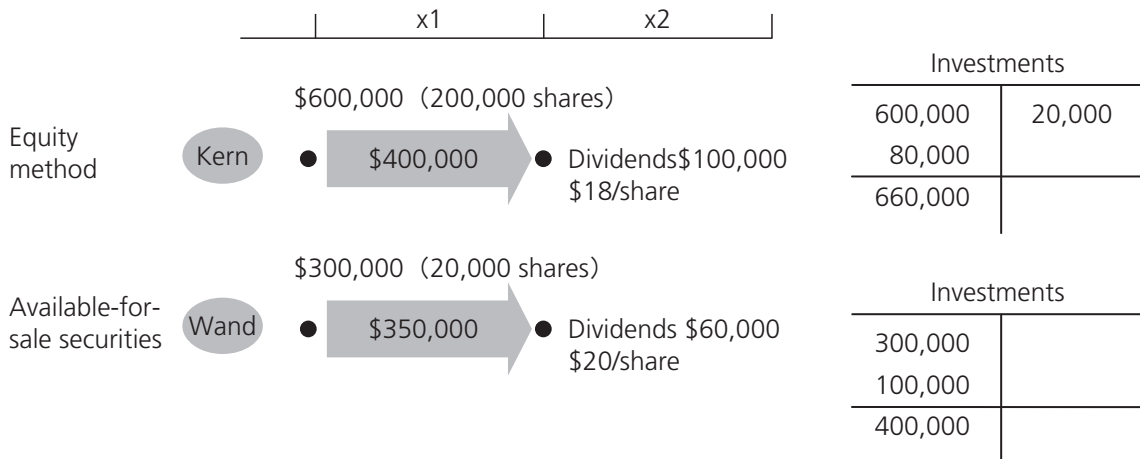 x1 x2
Equity method
Kern
$600,000（200,000 shares）
$400,000
Dividends$100,000
$18/share
Investments
600,000 20,000
80,000
660,000
Available-for-
sale securities
Wand
$300,000（20,000 shares）
$350,000
Dividends $60,000
$20/share
Investments
300,000
100,000
400,000